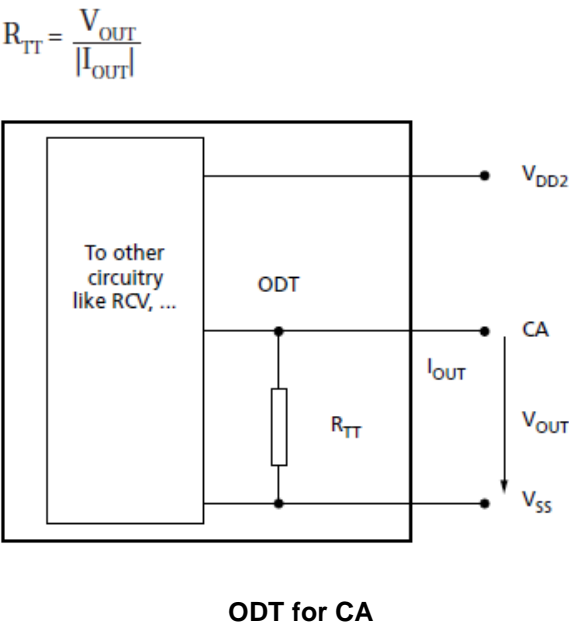 R_TT = V_OUT / |I_OUT|
V_DD2
To other
circuitry
like RCV, ...
ODT
CA
I_OUT
R_TT
V_OUT
V_SS
ODT for CA